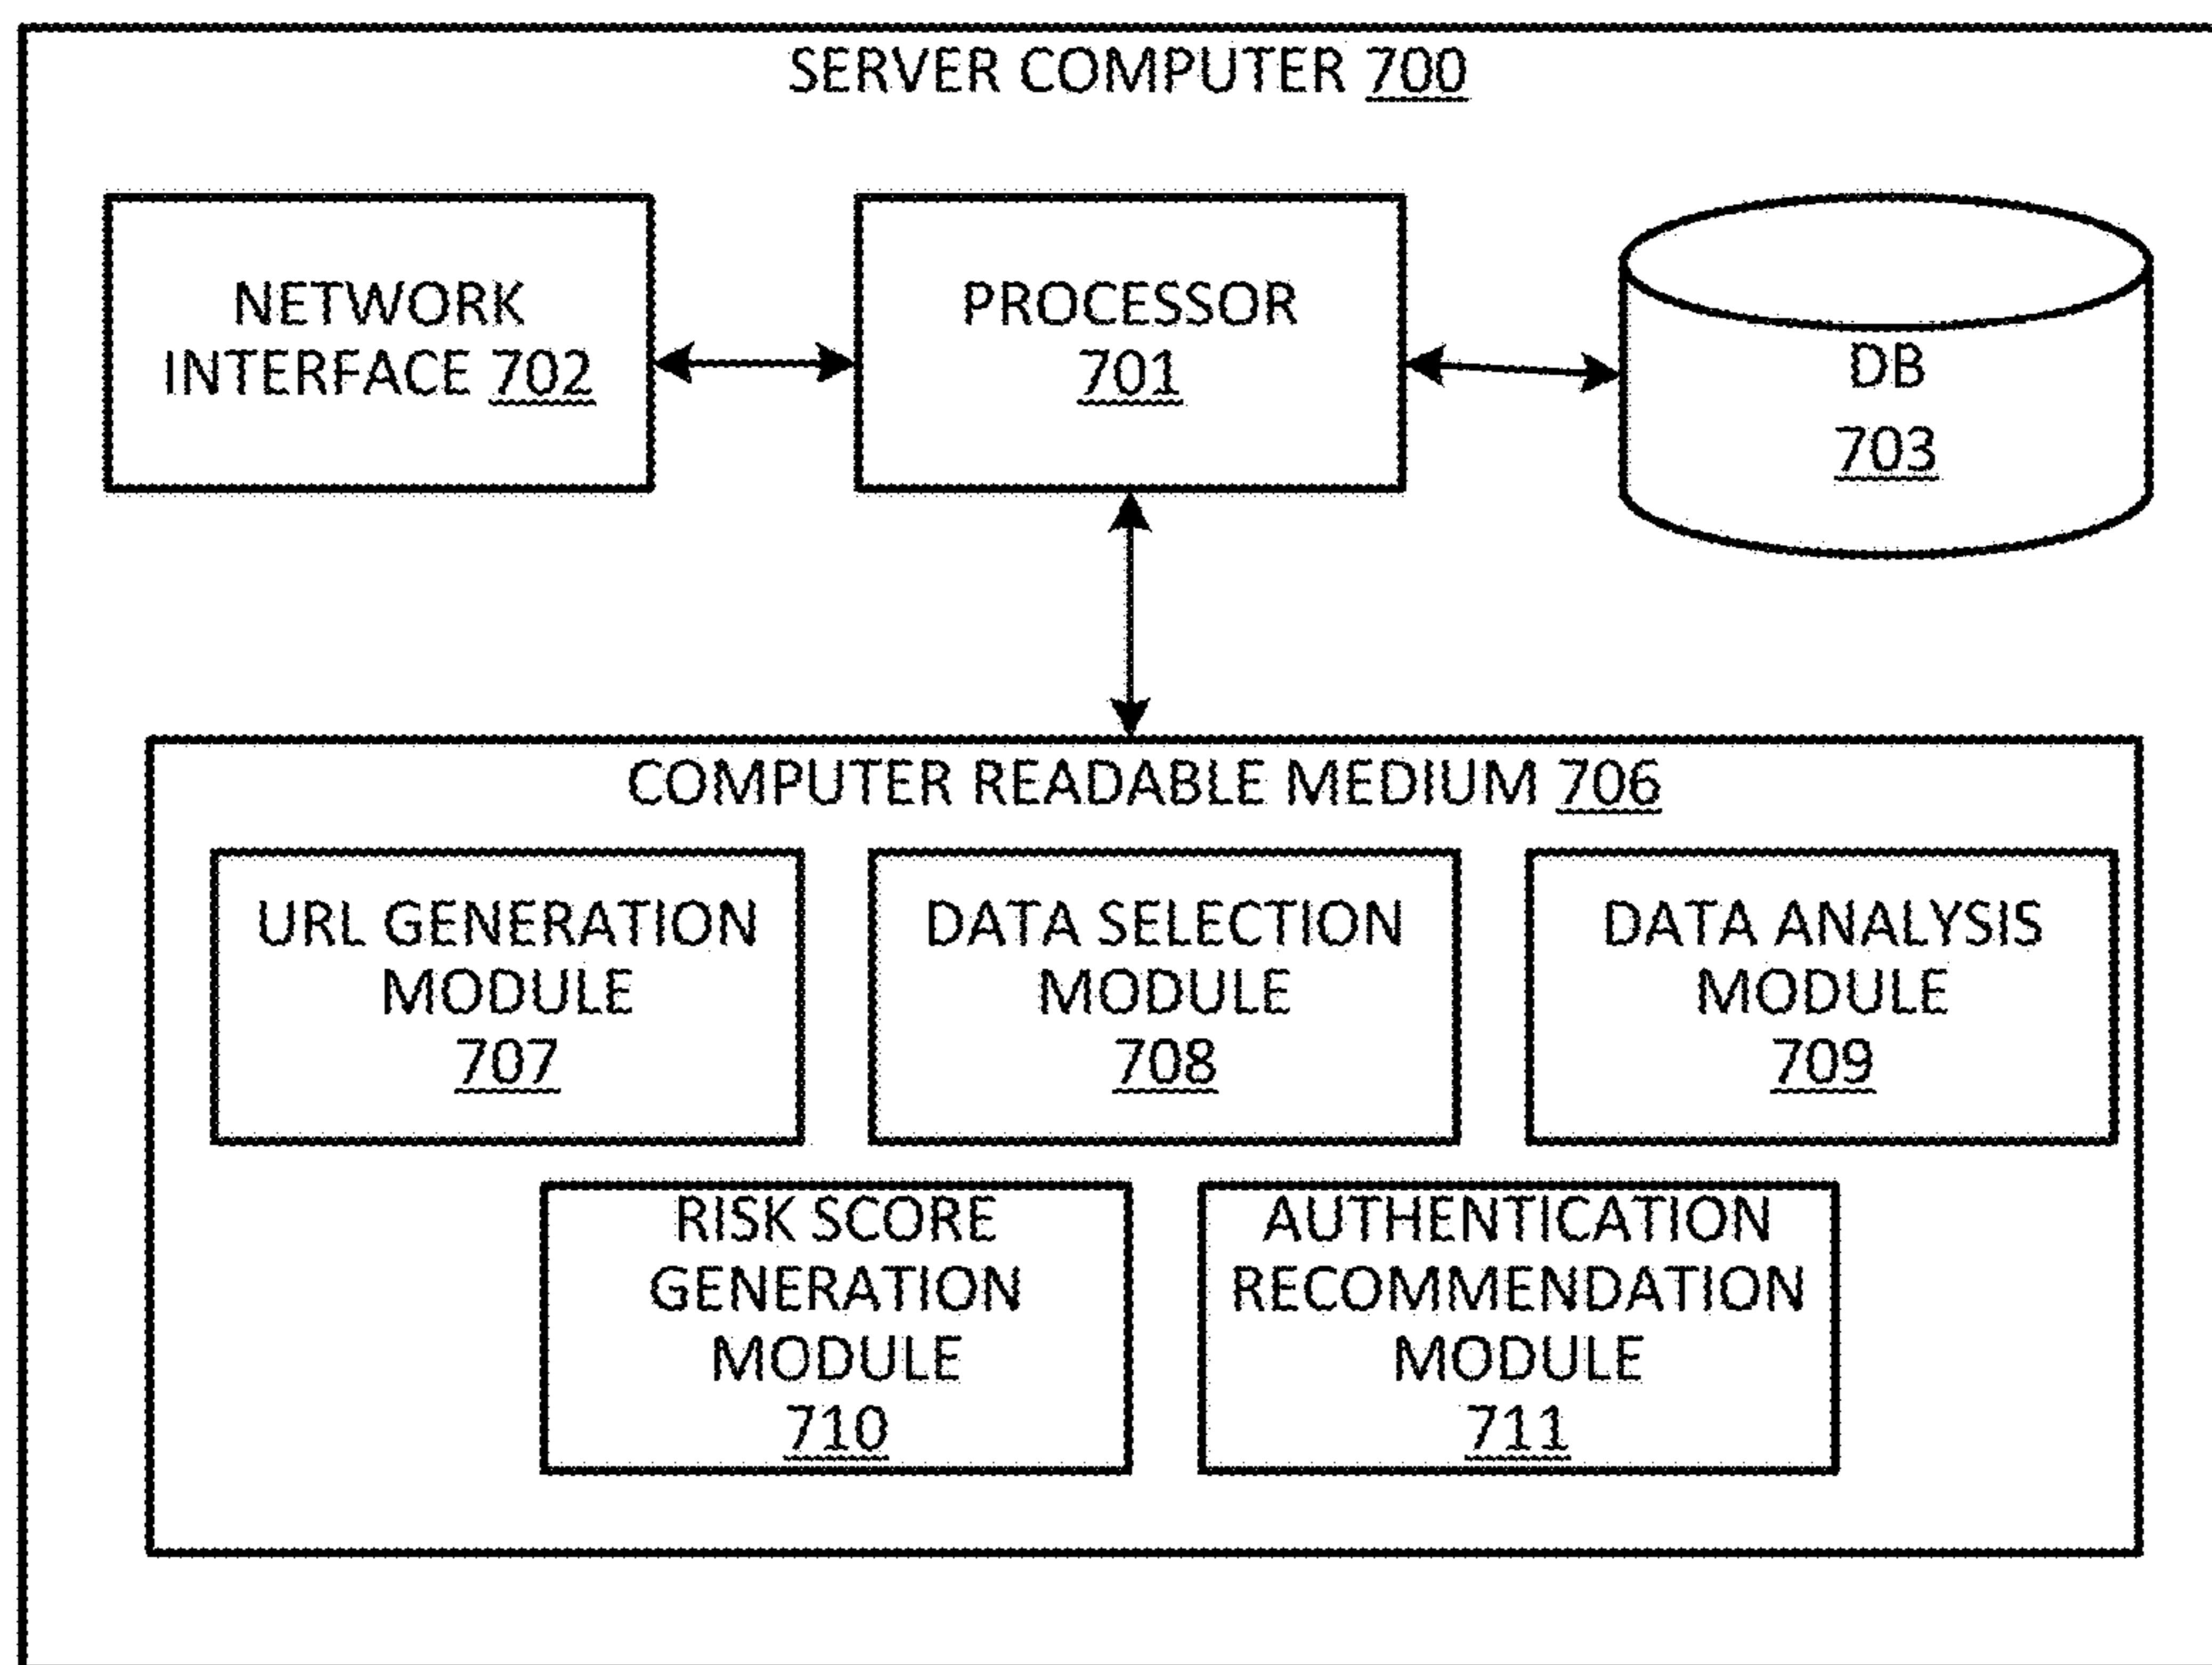 SERVER COMPUTER 700
NETWORK
INTERFACE 702
PROCESSOR
701
DB
703
COMPUTER READABLE MEDIUM 706
URL GENERATION
MODULE
707
DATA SELECTION
MODULE
708
DATA ANALYSIS
MODULE
709
RISK SCORE
GENERATION
MODULE
710
AUTHENTICATION
RECOMMENDATION
MODULE
711